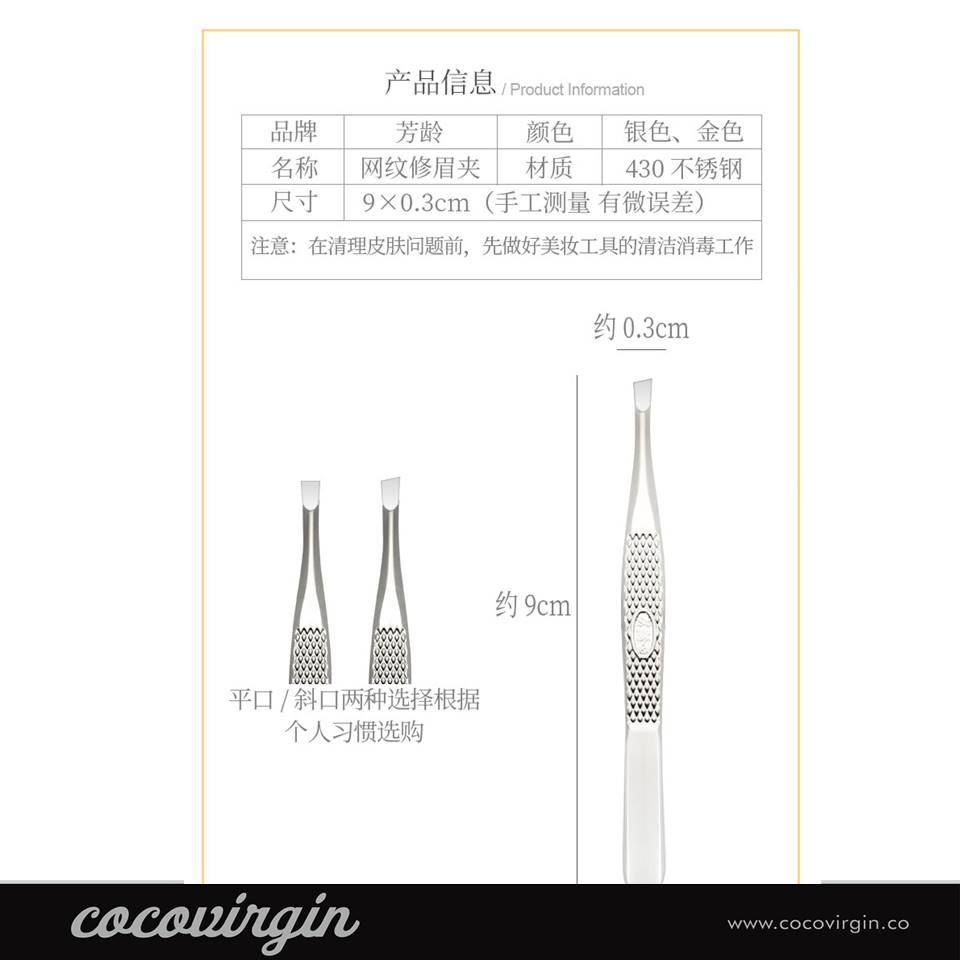 产品信息 / Product Information
品牌 芳龄 颜色 银色、金色
名称 网纹修眉夹 材质 430 不锈钢
尺寸 9×0.3cm（手工测量 有微误差）
注意：在清理皮肤问题前，先做好美妆工具的清洁消毒工作
约 0.3cm
约 9cm
平口 / 斜口两种选择根据
个人习惯选购
cocovirgin
www.cocovirgin.co